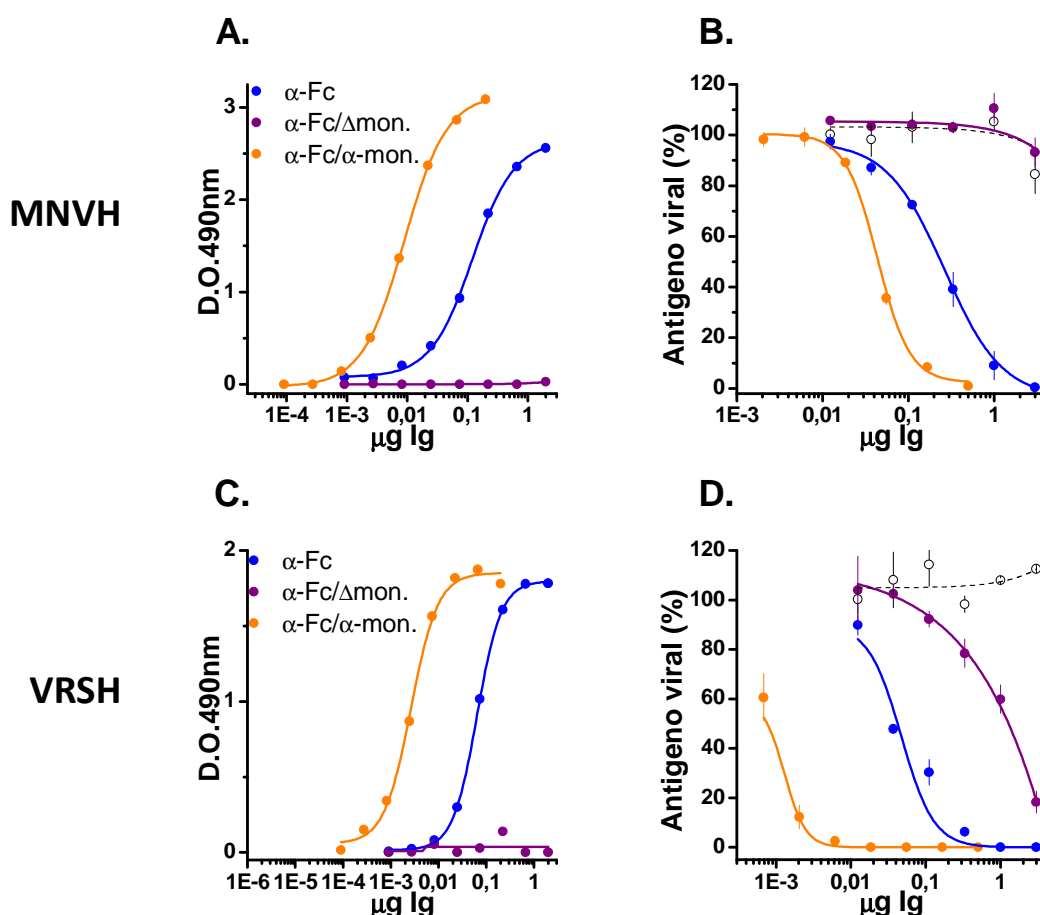 A.
B.
MNVH
D.O.490nm
3
2
1
0
α-Fc
α-Fc/Δmon.
α-Fc/α-mon.
1E-4 1E-3 0,01 0,1 1
μg Ig
Antigeno viral (%)
120
100
80
60
40
20
0
1E-3 0,01 0,1 1
μg Ig
C.
D.
VRSH
D.O.490nm
2
1
0
α-Fc
α-Fc/Δmon.
α-Fc/α-mon.
1E-6 1E-5 1E-4 1E-3 0,01 0,1 1
μg Ig
Antigeno viral (%)
120
100
80
60
40
20
0
1E-3 0,01 0,1 1
μg Ig